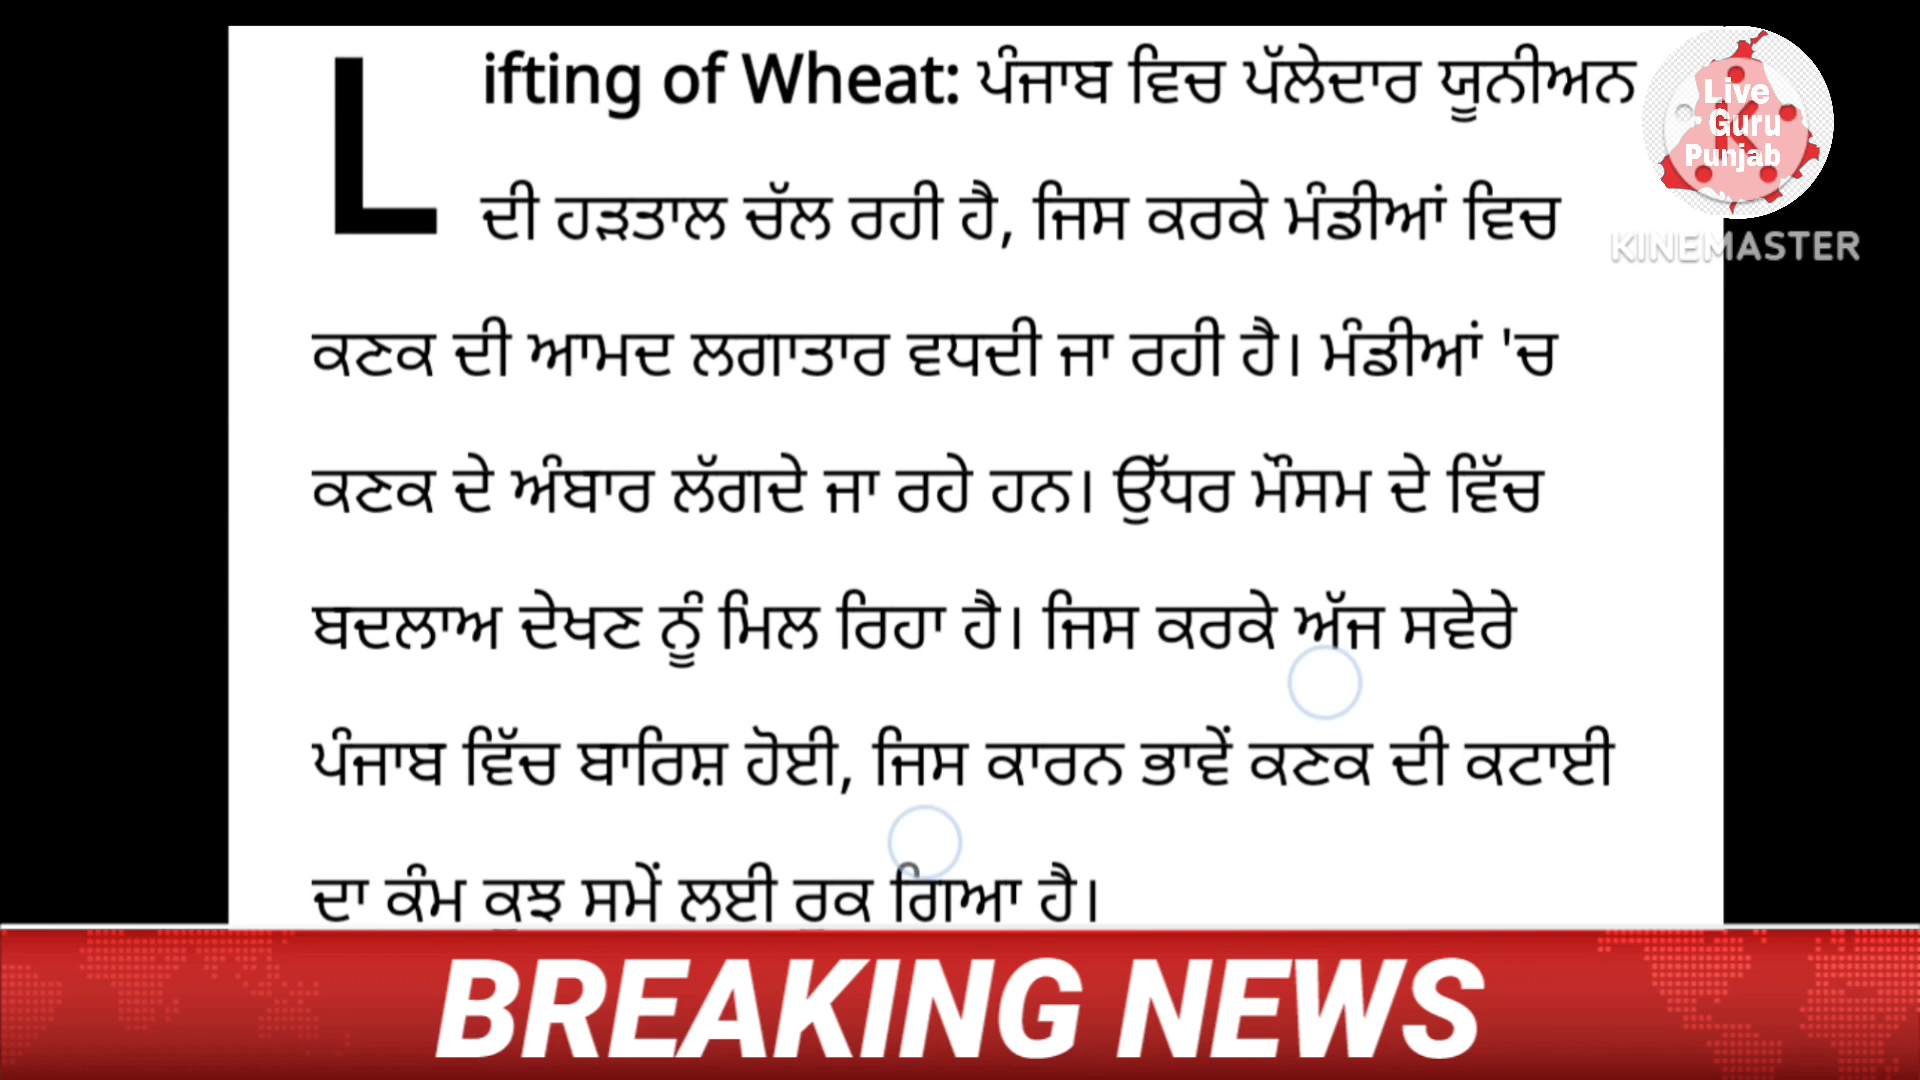 Lifting of Wheat: ਪੰਜਾਬ ਵਿਚ ਪੱਲੇਦਾਰ ਯੂਨੀਅਨ
ਦੀ ਹੜਤਾਲ ਚੱਲ ਰਹੀ ਹੈ, ਜਿਸ ਕਰਕੇ ਮੰਡੀਆਂ ਵਿਚ
ਕਣਕ ਦੀ ਆਮਦ ਲਗਾਤਾਰ ਵਧਦੀ ਜਾ ਰਹੀ ਹੈ। ਮੰਡੀਆਂ 'ਚ
ਕਣਕ ਦੇ ਅੰਬਾਰ ਲੱਗਦੇ ਜਾ ਰਹੇ ਹਨ। ਉੱਧਰ ਮੌਸਮ ਦੇ ਵਿੱਚ
ਬਦਲਾਅ ਦੇਖਣ ਨੂੰ ਮਿਲ ਰਿਹਾ ਹੈ। ਜਿਸ ਕਰਕੇ ਅੱਜ ਸਵੇਰੇ
ਪੰਜਾਬ ਵਿੱਚ ਬਾਰਿਸ਼ ਹੋਈ, ਜਿਸ ਕਾਰਨ ਭਾਵੇਂ ਕਣਕ ਦੀ ਕਟਾਈ
ਦਾ ਕੰਮ ਕੁਝ ਸਮੇਂ ਲਈ ਰੁਕ ਗਿਆ ਹੈ।
Live
Guru
Punjab
K
KINEMASTER
BREAKING NEWS